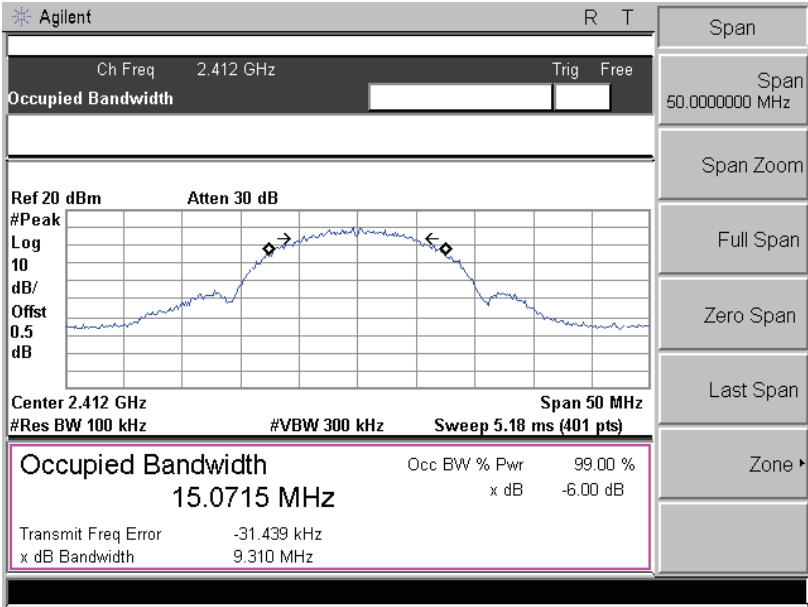 Agilent R T
Span
Ch Freq 2.412 GHz Trig Free
Occupied Bandwidth
Span
50.0000000 MHz
Span Zoom
Full Span
Zero Span
Last Span
Zone
Ref 20 dBm Atten 30 dB
#Peak
Log
10
dB/
Offst
0.5
dB
Center 2.412 GHz Span 50 MHz
#Res BW 100 kHz #VBW 300 kHz Sweep 5.18 ms (401 pts)
Occupied Bandwidth Occ BW % Pwr 99.00 %
15.0715 MHz x dB -6.00 dB
Transmit Freq Error -31.439 kHz
x dB Bandwidth 9.310 MHz